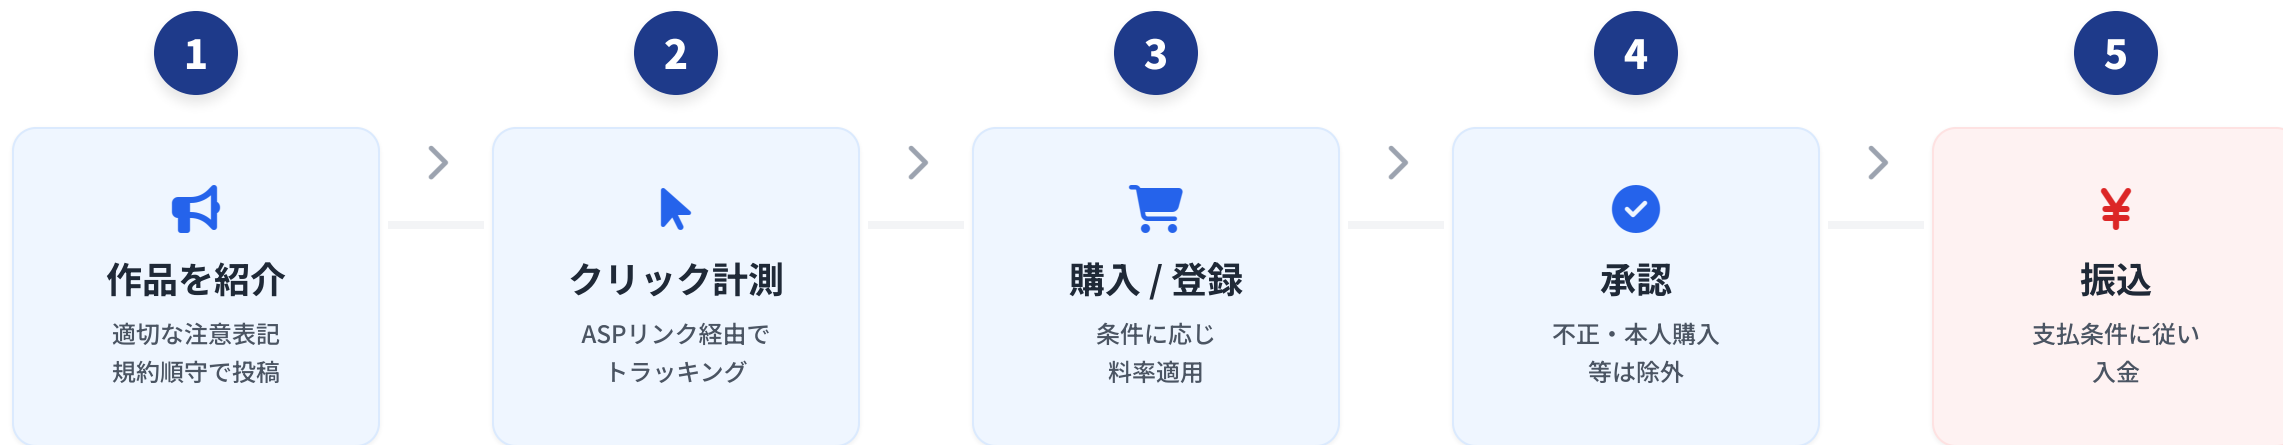 1
作品を紹介
適切な注意表記
規約順守で投稿
2
クリック計測
ASPリンク経由で
トラッキング
3
購入 / 登録
条件に応じ
料率適用
4
承認
不正・本人購入
等は除外
5
振込
支払条件に従い
入金